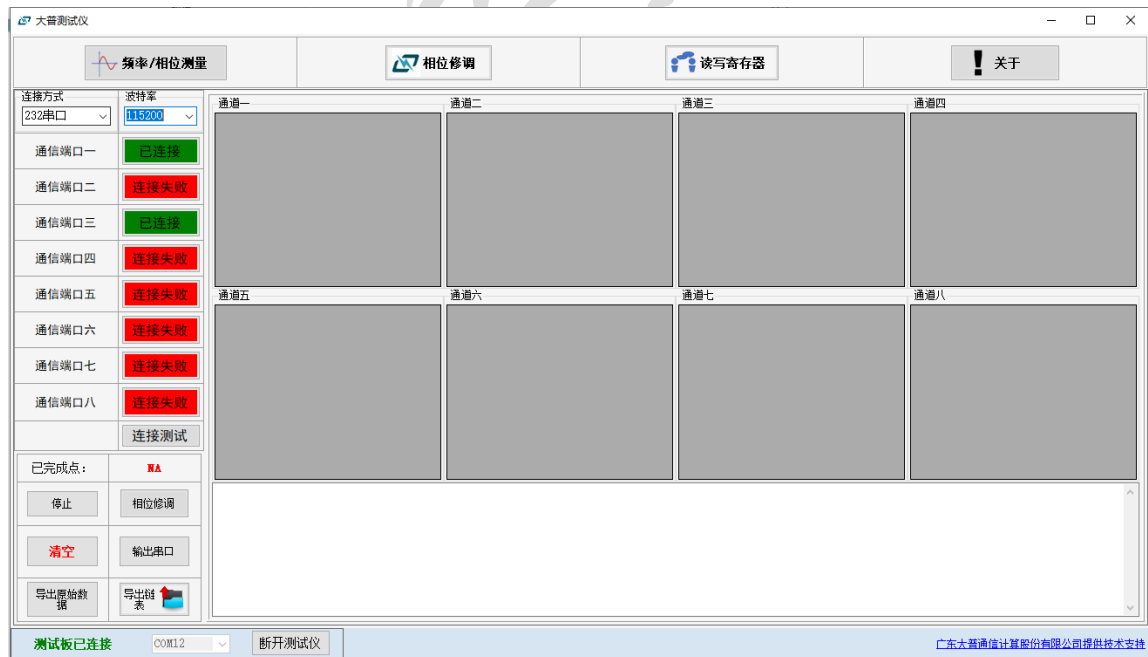 大普测试仪
频率/相位测量
相位修调
读写寄存器
关于
连接方式
波特率
232串口
115200
通信端口一
已连接
通信端口二
连接失败
通信端口三
已连接
通信端口四
连接失败
通信端口五
连接失败
通信端口六
连接失败
通信端口七
连接失败
通信端口八
连接失败
连接测试
通道一
通道二
通道三
通道四
通道五
通道六
通道七
通道八
已完成点：
NA
停止
相位修调
清空
输出串口
导出原始数
据
导出链
表
测试板已连接
COM12
断开测试仪
广东大普通信计算股份有限公司提供技术支持